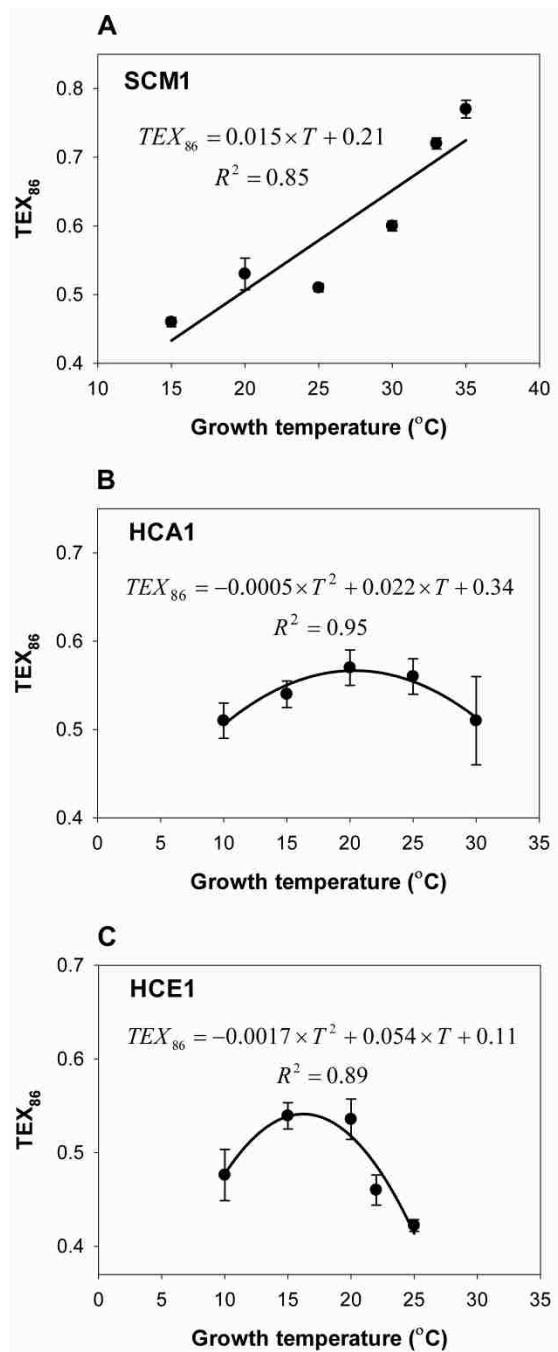 A
SCM1
TEX₈₆ = 0.015 × T + 0.21
R² = 0.85
0.8
0.7
0.6
0.5
0.4
TEX₈₆
10 15 20 25 30 35 40
Growth temperature (°C)
B
HCA1
TEX₈₆ = −0.0005 × T² + 0.022 × T + 0.34
R² = 0.95
0.7
0.6
0.5
0.4
TEX₈₆
0 5 10 15 20 25 30 35
Growth temperature (°C)
C
HCE1
TEX₈₆ = −0.0017 × T² + 0.054 × T + 0.11
R² = 0.89
0.7
0.6
0.5
0.4
TEX₈₆
0 5 10 15 20 25 30 35
Growth temperature (°C)